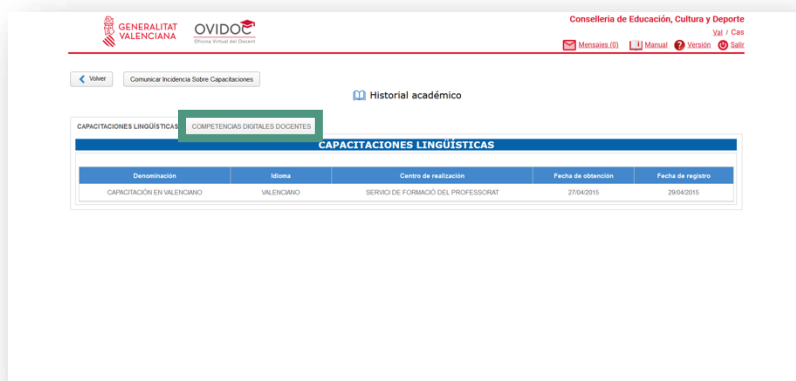 GENERALITAT
VALENCIANA
OVIDOC
Oficina Virtual del Docent
Conselleria de Educación, Cultura y Deporte
Val / Cas
Mensajes (0) Manual Versión Salir
Volver Comunicar Incidencia Sobre Capacitaciones
Historial académico
CAPACITACIONES LINGÜÍSTICAS COMPETENCIAS DIGITALES DOCENTES
CAPACITACIONES LINGÜÍSTICAS
Denominación Idioma Centro de realización Fecha de obtención Fecha de registro
CAPACITACIÓN EN VALENCIANO VALENCIANO SERVICI DE FORMACIÓ DEL PROFESSORAT 27/04/2015 29/04/2015